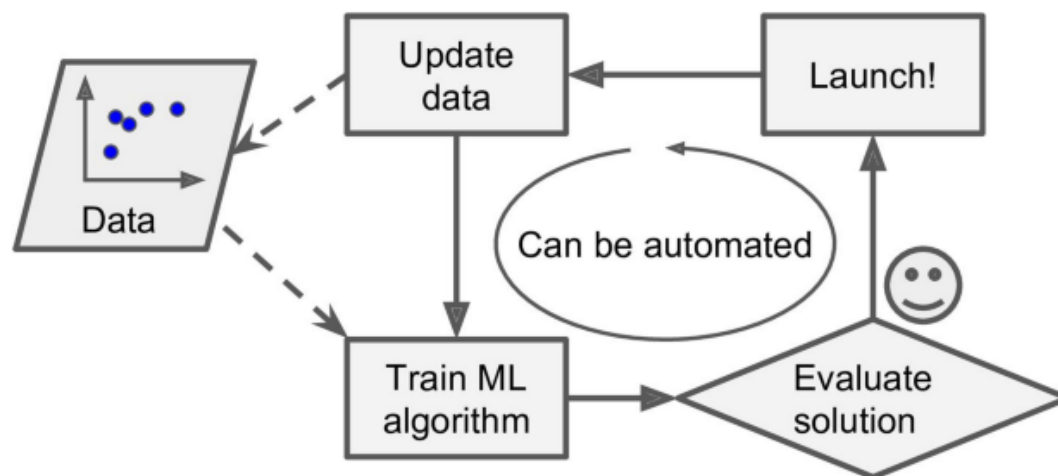 Update
data
Launch!
Data
Can be automated
Train ML
algorithm
Evaluate
solution